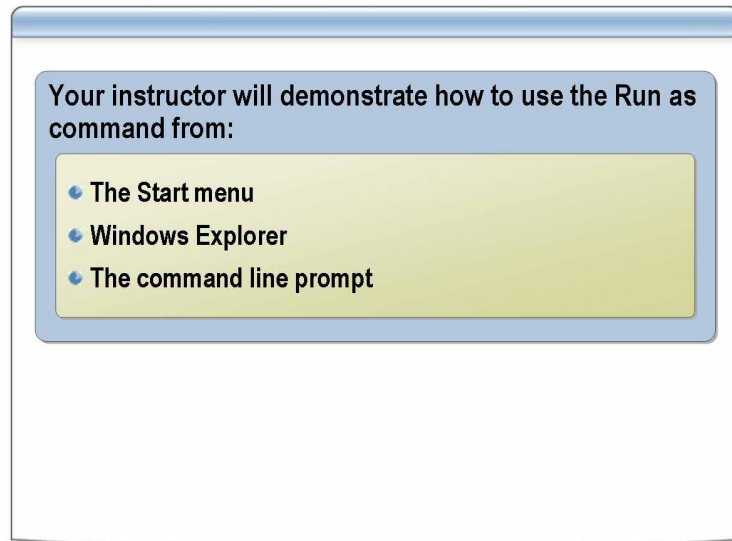 Your instructor will demonstrate how to use the Run as
command from:
The Start menu
Windows Explorer
The command line prompt